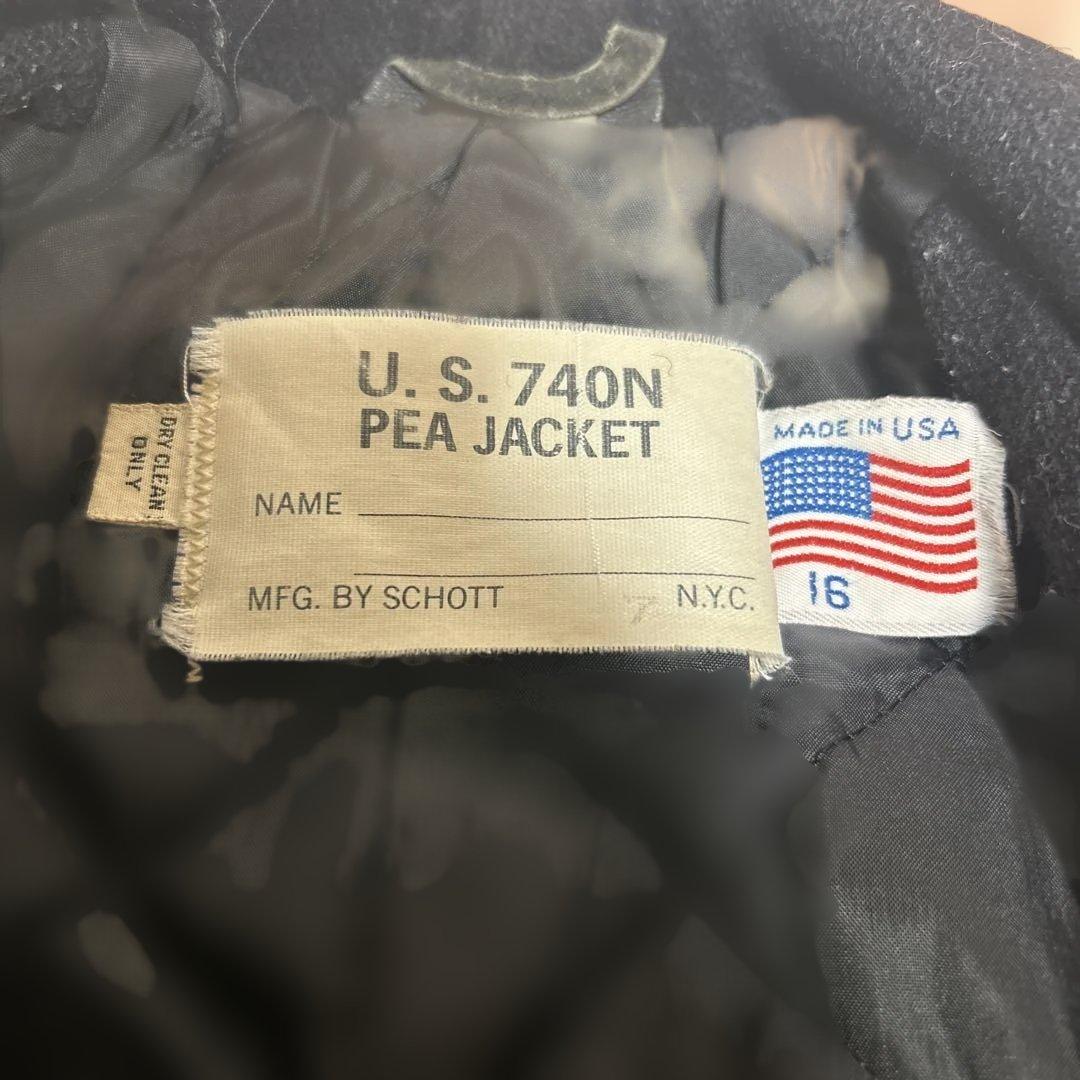 U. S. 740N
PEA JACKET
NAME
MFG. BY SCHOTT N.Y.C.
DRY CLEAN
ONLY
MADE IN USA
16